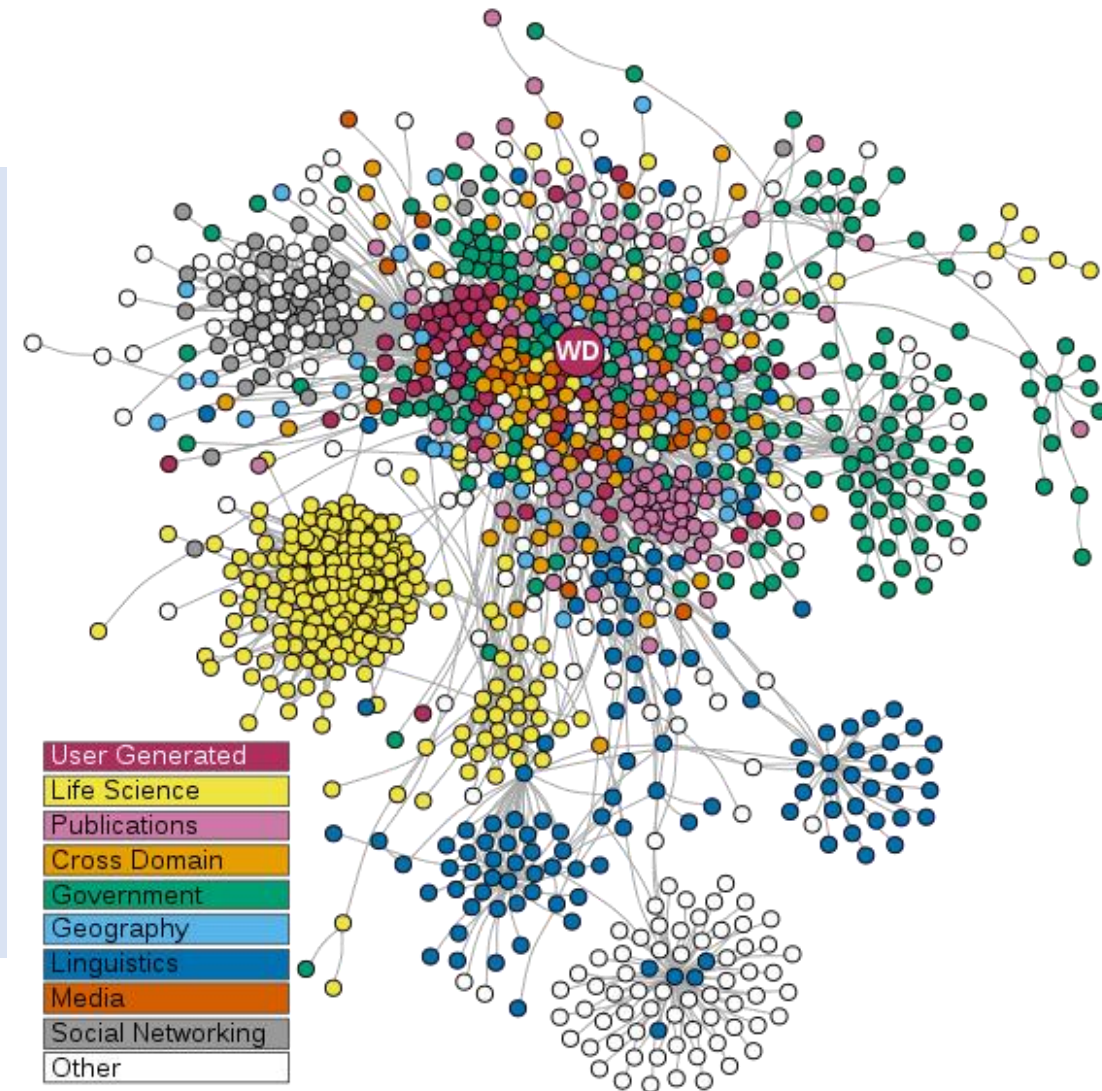 WD
User Generated
Life Science
Publications
Cross Domain
Government
Geography
Linguistics
Media
Social Networking
Other